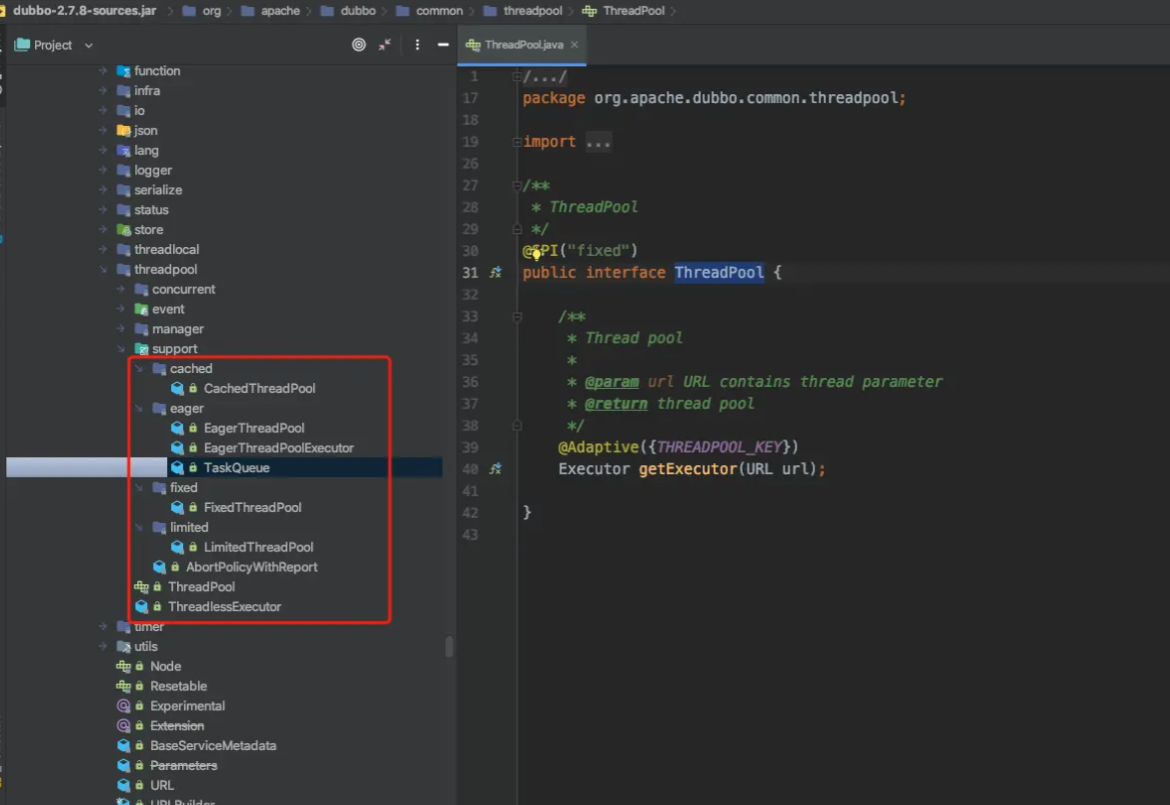 dubbo-2.7.8-sources.jar org apache dubbo common threadpool ThreadPool
Project
ThreadPool.java
function
infra
io
json
lang
logger
serialize
status
store
threadlocal
threadpool
concurrent
event
manager
support
cached
CachedThreadPool
eager
EagerThreadPool
EagerThreadPoolExecutor
TaskQueue
fixed
FixedThreadPool
limited
LimitedThreadPool
AbortPolicyWithReport
ThreadPool
ThreadlessExecutor
timer
utils
Node
Resetable
Experimental
Extension
BaseServiceMetadata
Parameters
URL
URLBuilder
1 /.../
17 package org.apache.dubbo.common.threadpool;
18
19 import ...
26
27 /**
28 * ThreadPool
29 */
30 @SPI("fixed")
31 public interface ThreadPool {
32
33 /**
34 * Thread pool
35 *
36 * @param url URL contains thread parameter
37 * @return thread pool
38 */
39 @Adaptive({THREADPOOL_KEY})
40 Executor getExecutor(URL url);
41
42 }
43